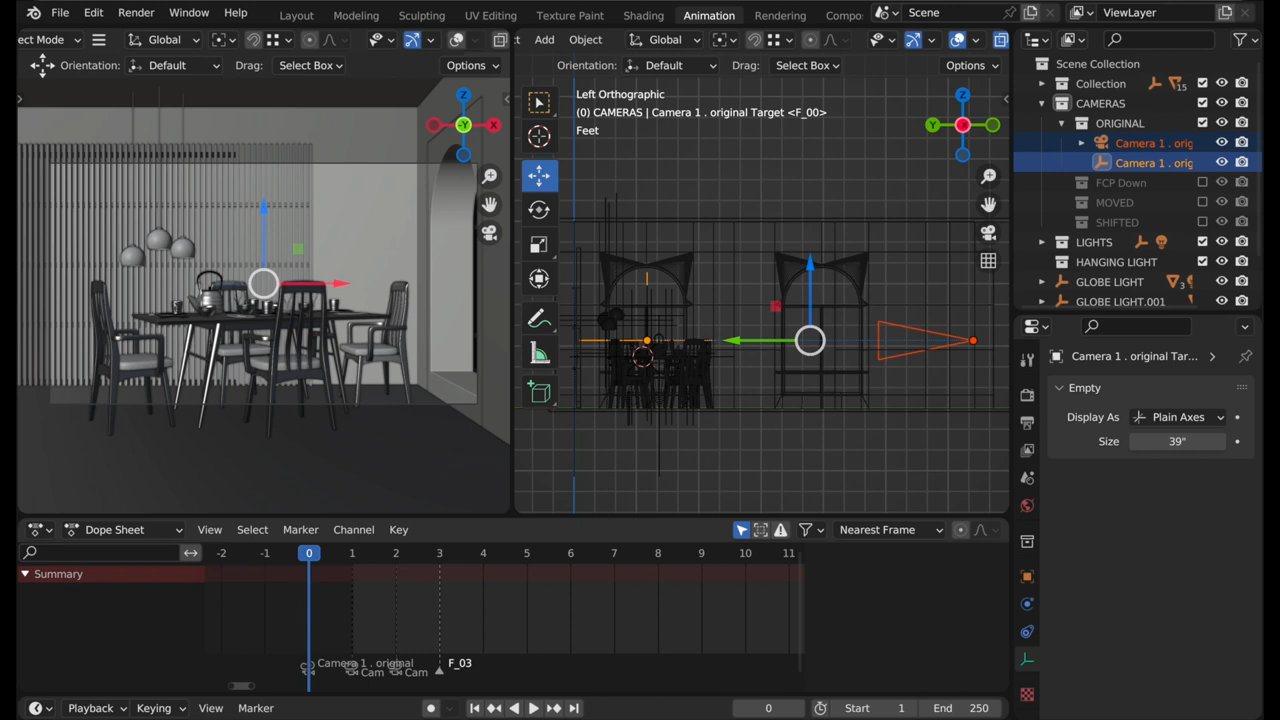 File Edit Render Window Help Layout Modeling Sculpting UV Editing Texture Paint Shading Animation Rendering Compo Scene ViewLayer
ect Mode Global t Add Object Global
Orientation: Default Drag: Select Box Options Orientation: Default Drag: Select Box Options
Scene Collection
Collection 15
CAMERAS
ORIGINAL
Camera 1 . orig
Camera 1 . orig
FCP Down
MOVED
SHIFTED
LIGHTS
HANGING LIGHT
GLOBE LIGHT 3
GLOBE LIGHT.001
Z
X
-Y
Left Orthographic
(0) CAMERAS | Camera 1 . original Target <F_00>
Feet
Z
Y
Camera 1 . original Tar...
Empty
Display As Plain Axes
Size 39"
Dope Sheet View Select Marker Channel Key Nearest Frame
-2 -1 0 1 2 3 4 5 6 7 8 9 10 11
Summary
Camera 1 . original F_03
Cam Cam
Playback Keying View Marker 0 Start 1 End 250